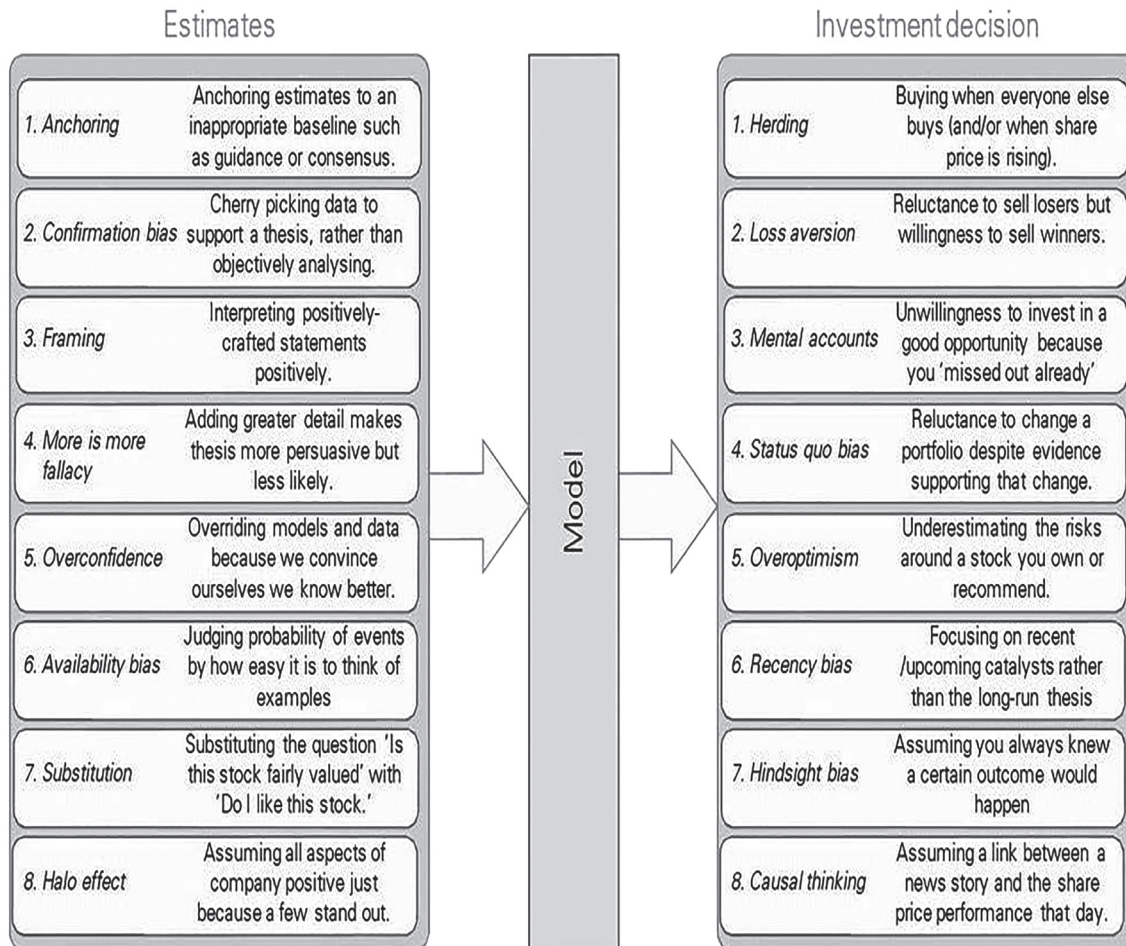 Estimates
1. Anchoring
Anchoring estimates to an
inappropriate baseline such
as guidance or consensus.
2. Confirmation bias
Cherry picking data to
support a thesis, rather than
objectively analysing.
3. Framing
Interpreting positively-
crafted statements
positively.
4. More is more
fallacy
Adding greater detail makes
thesis more persuasive but
less likely.
5. Overconfidence
Overriding models and data
because we convince
ourselves we know better.
6. Availability bias
Judging probability of events
by how easy it is to think of
examples
7. Substitution
Substituting the question 'Is
this stock fairly valued' with
'Do I like this stock.'
8. Halo effect
Assuming all aspects of
company positive just
because a few stand out.
Model
Investment decision
1. Herding
Buying when everyone else
buys (and/or when share
price is rising).
2. Loss aversion
Reluctance to sell losers but
willingness to sell winners.
3. Mental accounts
Unwillingness to invest in a
good opportunity because
you 'missed out already'
4. Status quo bias
Reluctance to change a
portfolio despite evidence
supporting that change.
5. Overoptimism
Underestimating the risks
around a stock you own or
recommend.
6. Recency bias
Focusing on recent
/upcoming catalysts rather
than the long-run thesis
7. Hindsight bias
Assuming you always knew
a certain outcome would
happen
8. Causal thinking
Assuming a link between a
news story and the share
price performance that day.